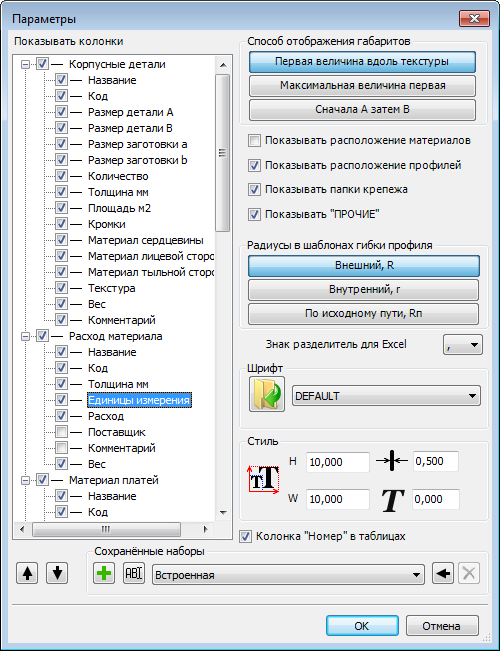 Параметры
Показывать колонки
Корпусные детали
Название
Код
Размер детали A
Размер детали B
Размер заготовки a
Размер заготовки b
Количество
Толщина мм
Площадь м2
Кромки
Материал сердцевины
Материал лицевой сторо
Материал тыльной сторо
Текстура
Вес
Комментарий
Расход материала
Название
Код
Толщина мм
Единицы измерения
Расход
Поставщик
Комментарий
Вес
Материал платей
Название
Код
Способ отображения габаритов
Первая величина вдоль текстуры
Максимальная величина первая
Сначала A затем B
Показывать расположение материалов
Показывать расположение профилей
Показывать папки крепежа
Показывать "ПРОЧИЕ"
Радиусы в шаблонах гибки профиля
Внешний, R
Внутренний, r
По исходному пути, Rп
Знак разделитель для Excel ,
Шрифт
DEFAULT
Стиль
H 10,000 0,500
W 10,000 0,000
Колонка "Номер" в таблицах
Сохранённые наборы
ABI Встроенная
OK Отмена